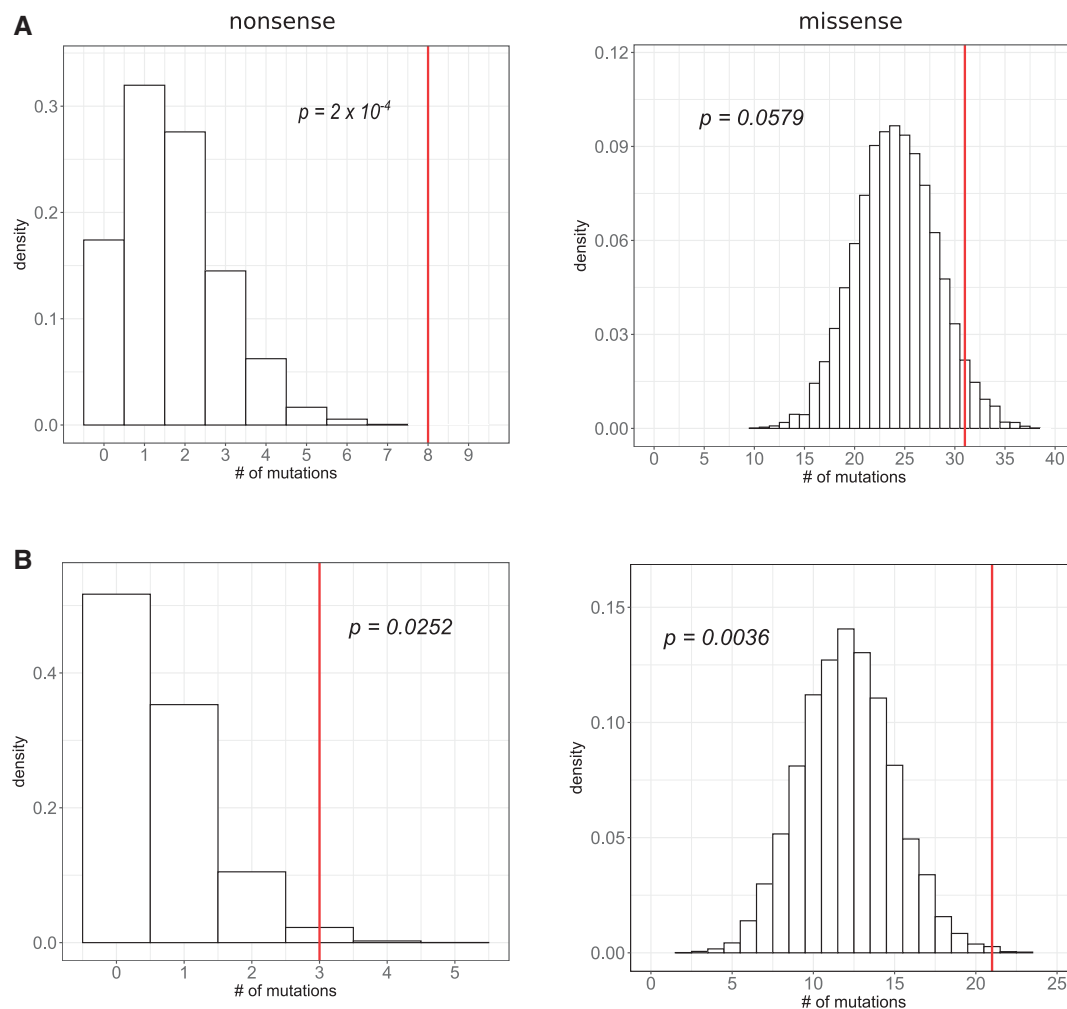 A
nonsense
missense
p = 2 x 10-4
p = 0.0579
density
0.3
0.2
0.1
0.0
0 1 2 3 4 5 6 7 8 9
# of mutations
density
0.12
0.09
0.06
0.03
0.00
0 5 10 15 20 25 30 35 40
# of mutations
B
p = 0.0252
p = 0.0036
density
0.4
0.2
0.0
0 1 2 3 4 5
# of mutations
density
0.15
0.10
0.05
0.00
0 5 10 15 20 25
# of mutations